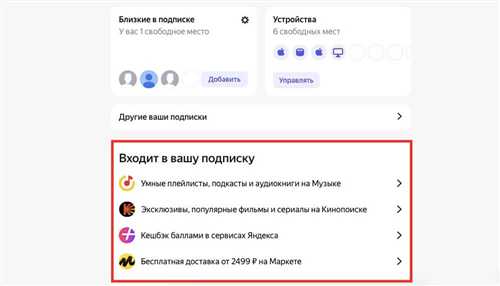 Близкие в подписке
У вас 1 свободное место
Добавить
Устройства
6 свободных мест
Управлять
Другие ваши подписки
Входит в вашу подписку
Умные плейлисты, подкасты и аудиокниги на Музыке
Эксклюзивы, популярные фильмы и сериалы на Кинопоиске
Кешбэк баллами в сервисах Яндекса
Бесплатная доставка от 2499 ₽ на Маркете